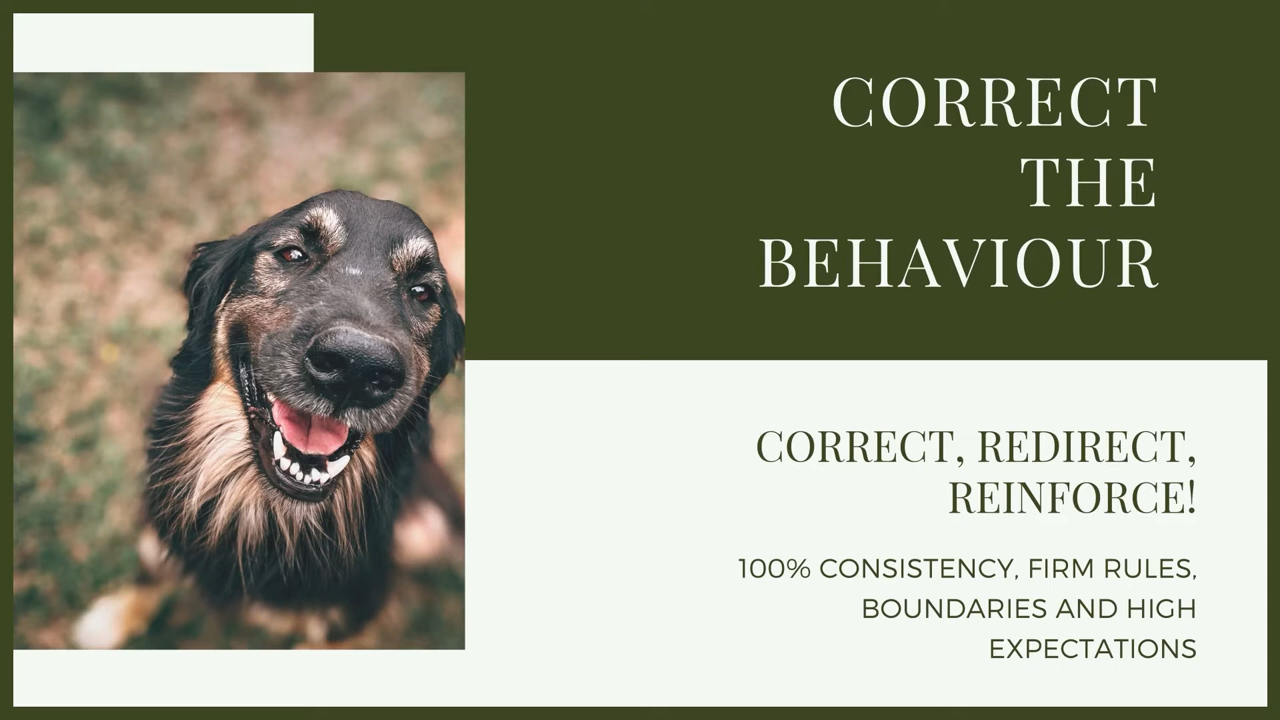 CORRECT
THE
BEHAVIOUR
CORRECT, REDIRECT,
REINFORCE!
100% CONSISTENCY, FIRM RULES,
BOUNDARIES AND HIGH
EXPECTATIONS